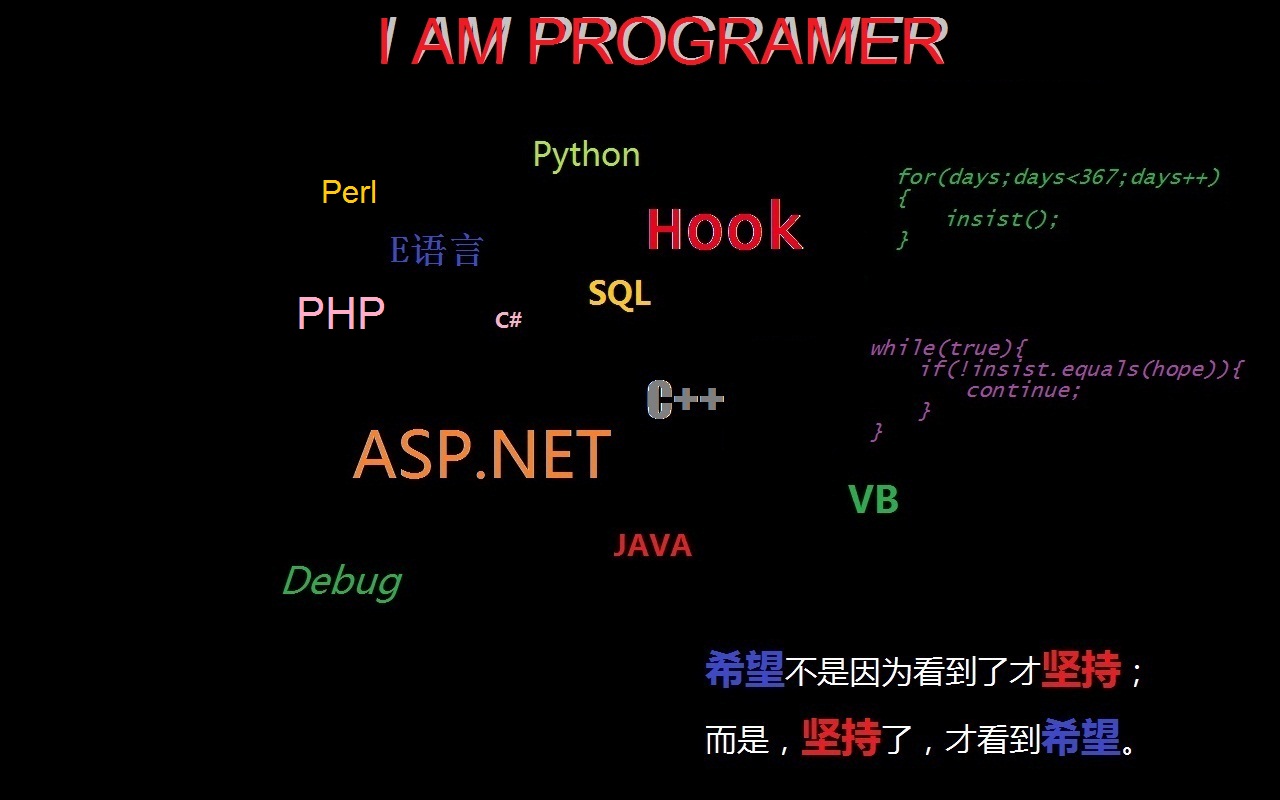 I AM PROGRAMER
Python
Perl
Hook
E语言
SQL
PHP
C#
C++
ASP.NET
VB
JAVA
Debug
for(days;days<367;days++)
{
insist();
}
while(true){
if(!insist.equals(hope)){
continue;
}
}
希望不是因为看到了才坚持；
而是，坚持了，才看到希望。